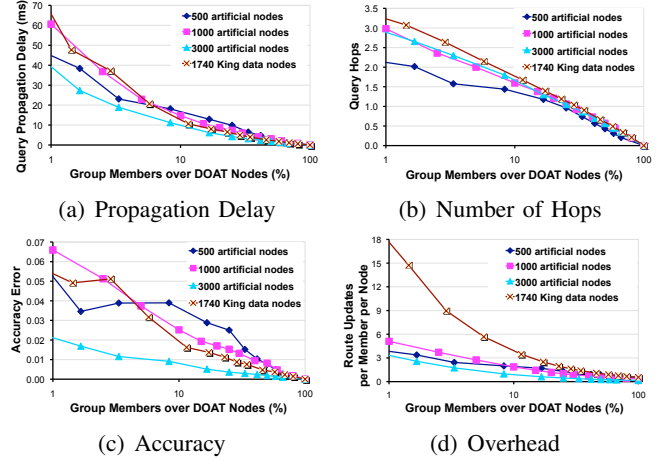 Query Propagation Delay (ms)
70
60
50
40
30
20
10
0
1
10
100
500 artificial nodes
1000 artificial nodes
3000 artificial nodes
1740 King data nodes
Group Members over DOAT Nodes (%)
(a) Propagation Delay
Query Hops
3.5
3.0
2.5
2.0
1.5
1.0
0.5
0.0
1
10
100
500 artificial nodes
1000 artificial nodes
3000 artificial nodes
1740 King data nodes
Group Members over DOAT Nodes (%)
(b) Number of Hops
Accuracy Error
0.07
0.06
0.05
0.04
0.03
0.02
0.01
0.00
1
10
100
500 artificial nodes
1000 artificial nodes
3000 artificial nodes
1740 King data nodes
Group Members over DOAT Nodes (%)
(c) Accuracy
Route Updates
per Member per Node
18
15
12
9
6
3
0
1
10
100
500 artificial nodes
1000 artificial nodes
3000 artificial nodes
1740 King data nodes
Group Members over DOAT Nodes (%)
(d) Overhead